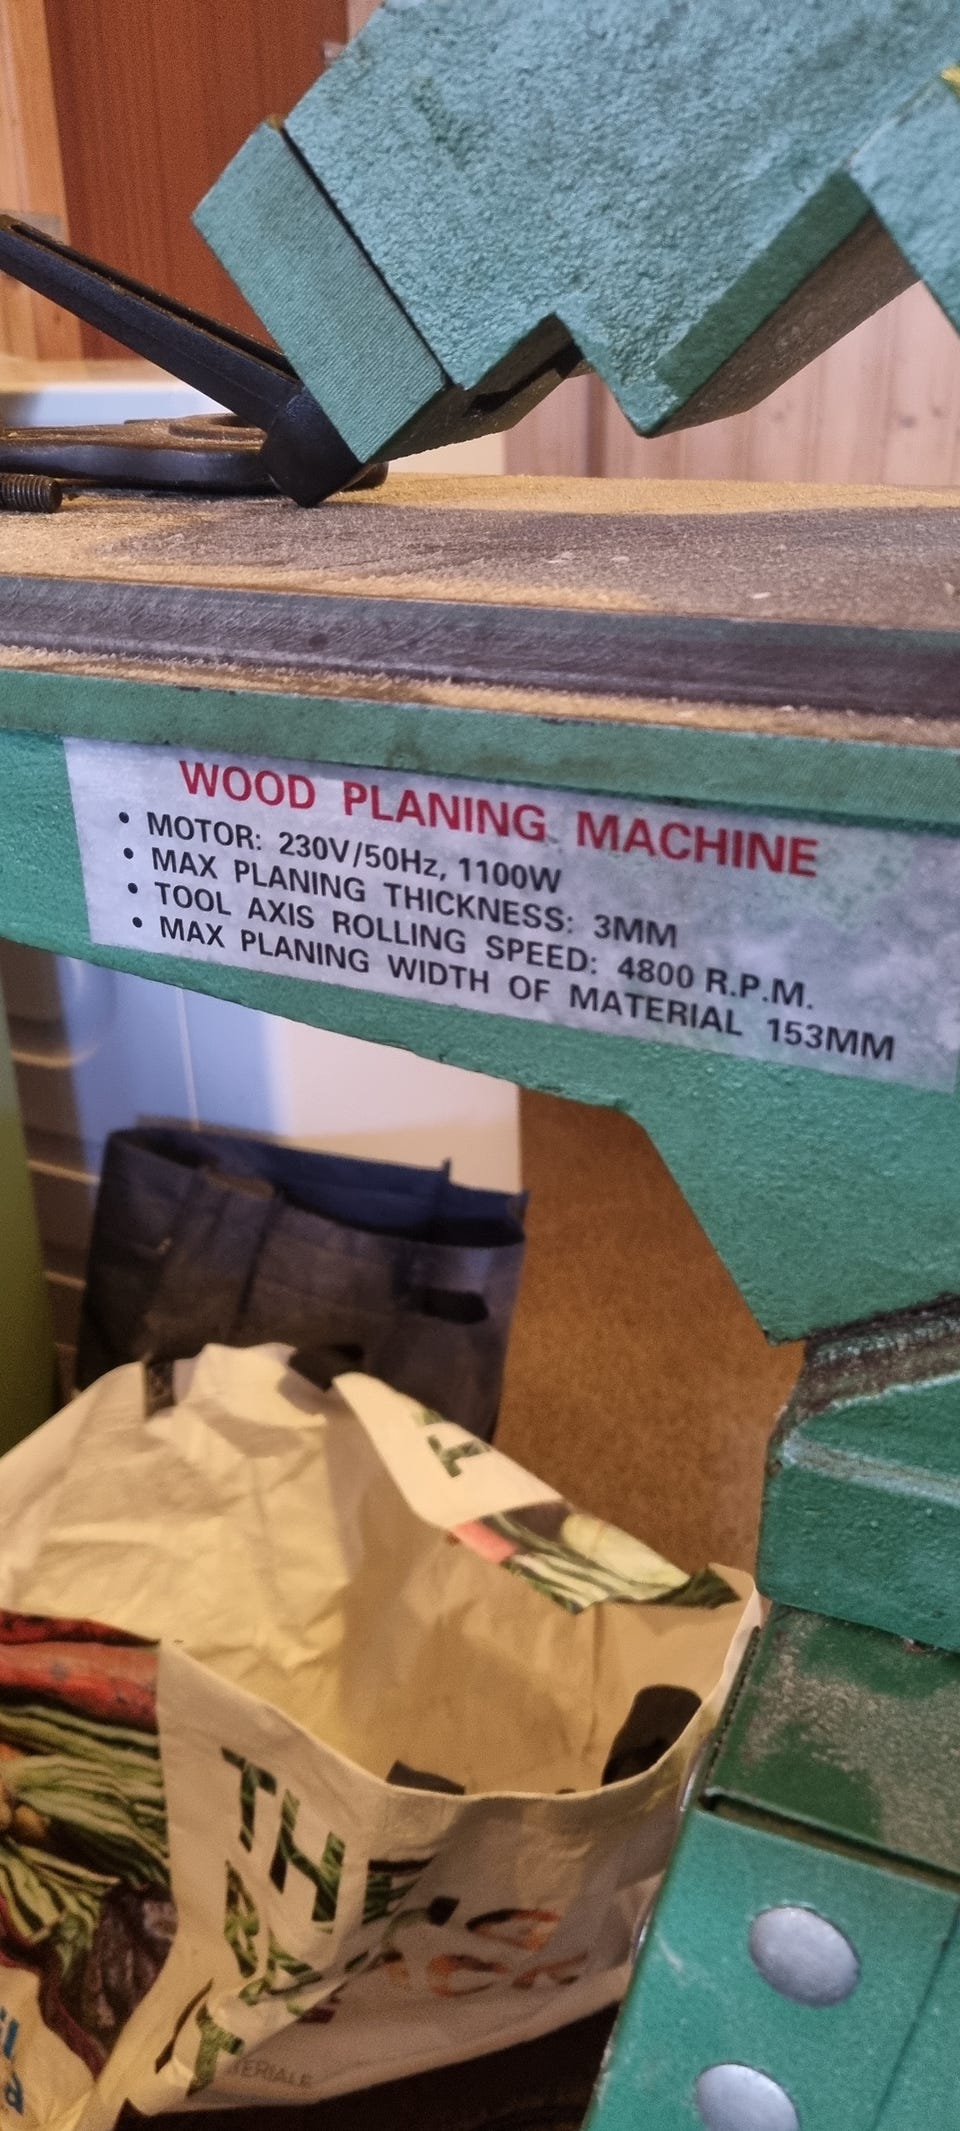 WOOD PLANING MACHINE
• MOTOR: 230V/50Hz, 1100W
• MAX PLANING THICKNESS: 3MM
• TOOL AXIS ROLLING SPEED: 4800 R.P.M.
• MAX PLANING WIDTH OF MATERIAL 153MM